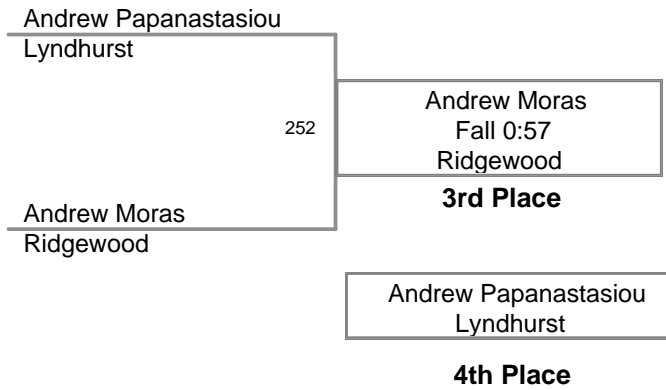 Andrew Papanastasiou
Lyndhurst
252
Andrew Moras
Fall 0:57
Ridgewood
3rd Place
Andrew Moras
Ridgewood
Andrew Papanastasiou
Lyndhurst
4th Place